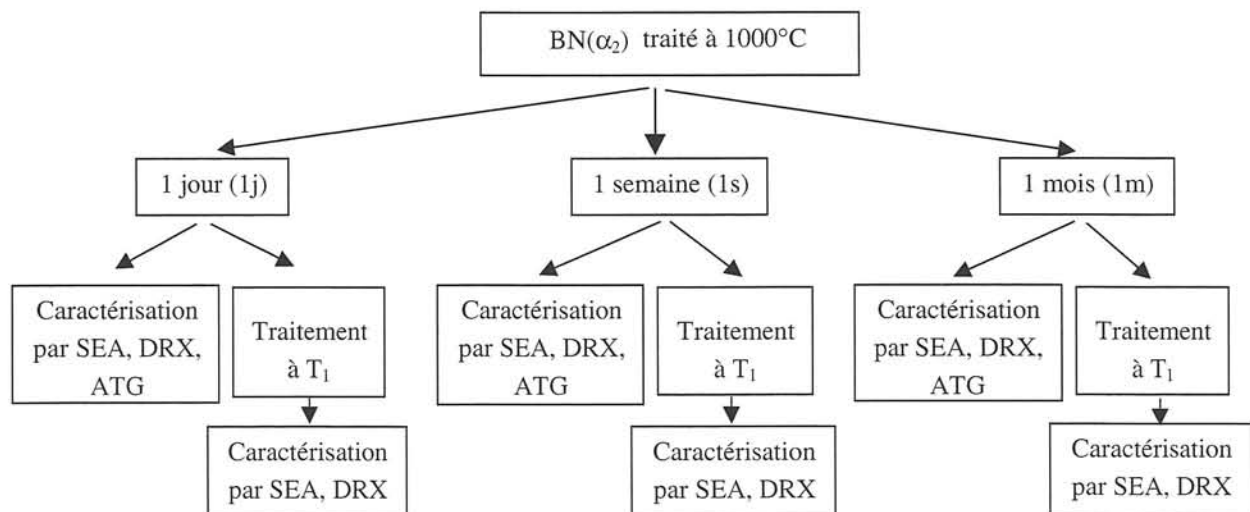 BN(α₂) traité à 1000°C
1 jour (1j)
1 semaine (1s)
1 mois (1m)
Caractérisation
par SEA, DRX,
ATG
Traitement
à T₁
Caractérisation
par SEA, DRX,
ATG
Traitement
à T₁
Caractérisation
par SEA, DRX,
ATG
Traitement
à T₁
Caractérisation
par SEA, DRX
Caractérisation
par SEA, DRX
Caractérisation
par SEA, DRX